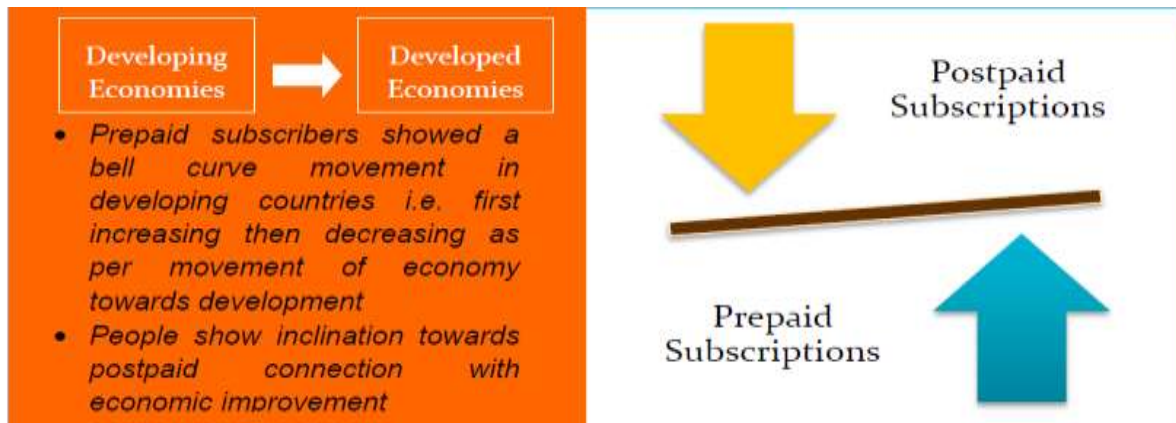 Developing
Economies
Developed
Economies
• Prepaid subscribers showed a
bell curve movement in
developing countries i.e. first
increasing then decreasing as
per movement of economy
towards development
• People show inclination towards
postpaid connection with
economic improvement
Postpaid
Subscriptions
Prepaid
Subscriptions